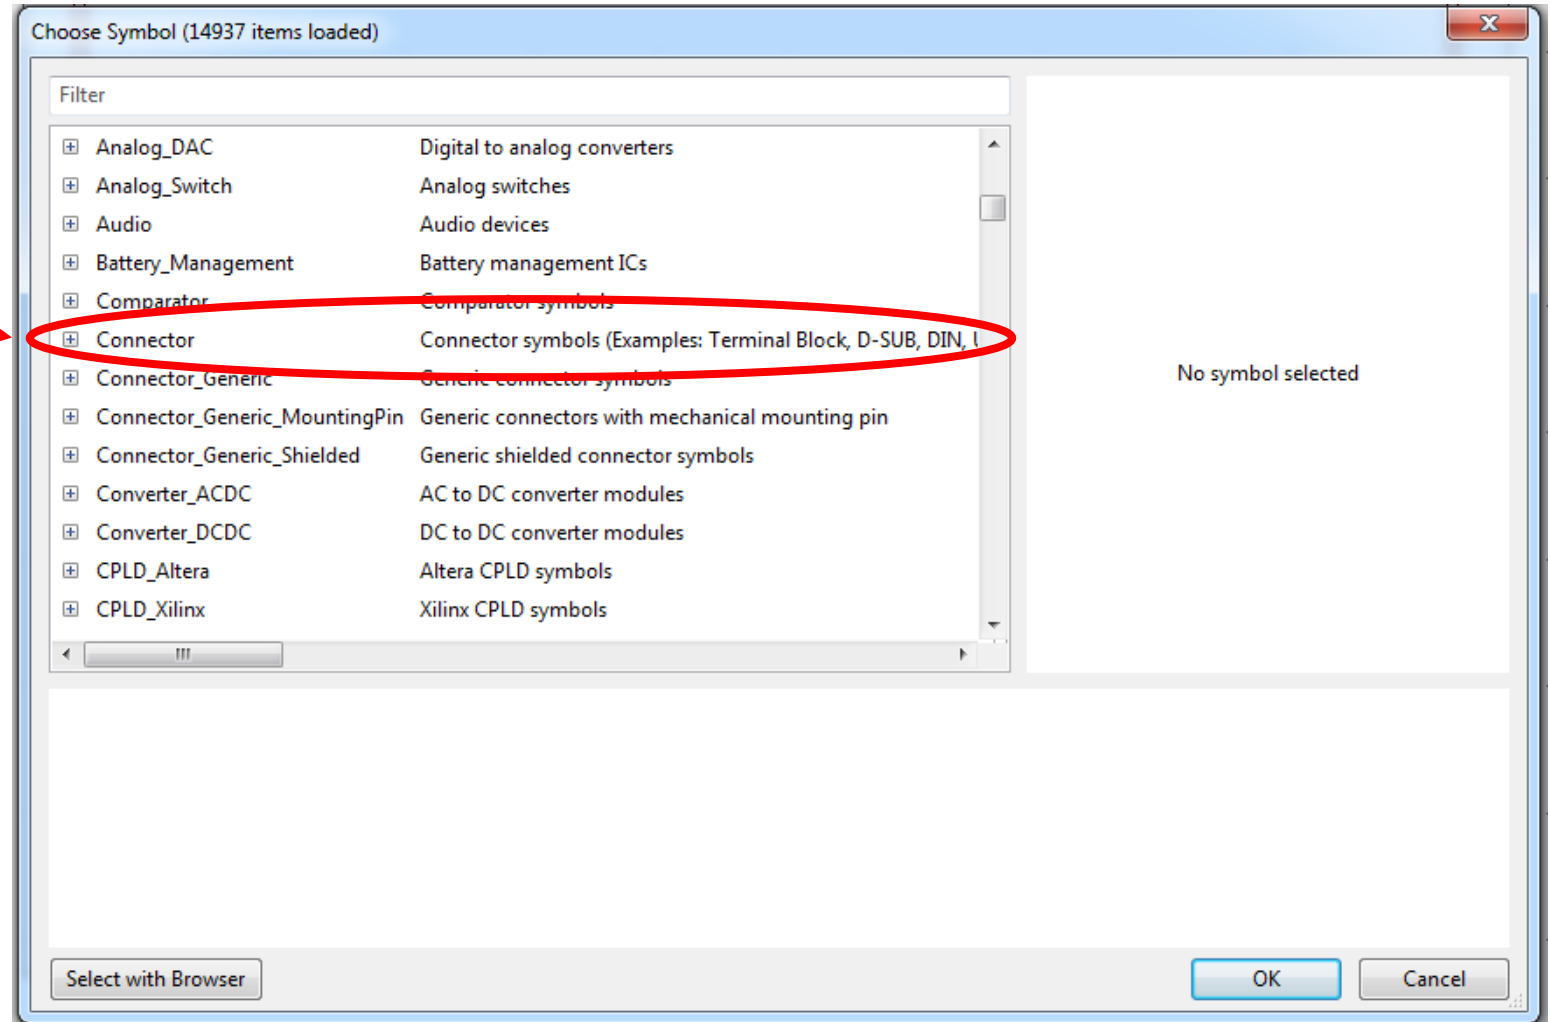 Choose Symbol (14937 items loaded)
Filter
Analog_DAC Digital to analog converters
Analog_Switch Analog switches
Audio Audio devices
Battery_Management Battery management ICs
Comparator Comparator symbols
Connector Connector symbols (Examples: Terminal Block, D-SUB, DIN,
Connector_Generic Generic connector symbols
Connector_Generic_MountingPin Generic connectors with mechanical mounting pin
Connector_Generic_Shielded Generic shielded connector symbols
Converter_ACDC AC to DC converter modules
Converter_DCDC DC to DC converter modules
CPLD_Altera Altera CPLD symbols
CPLD_Xilinx Xilinx CPLD symbols
No symbol selected
Select with Browser
OK
Cancel